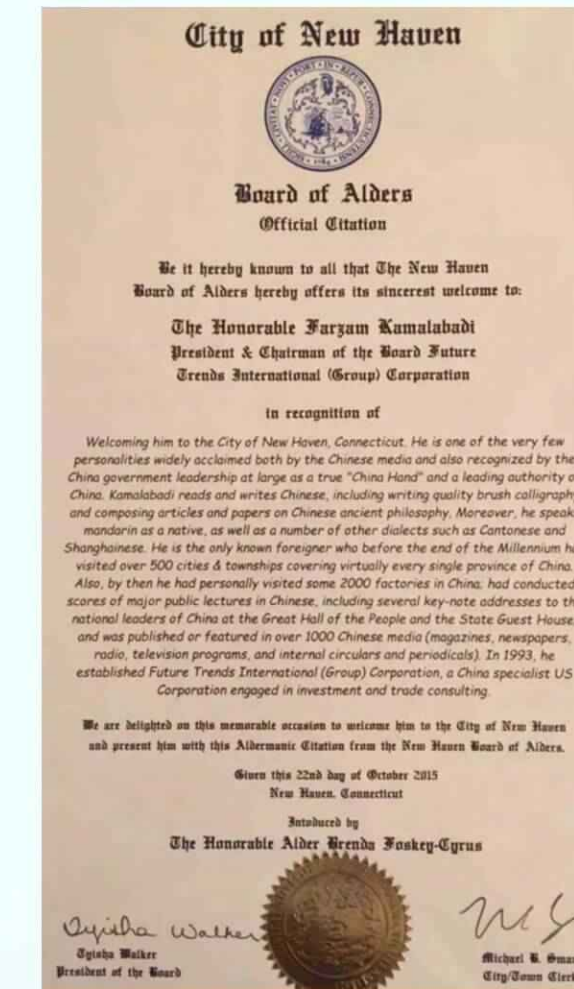 City of New Haven
Board of Alders
Official Citation
Be it hereby known to all that The New Haven
Board of Alders hereby offers its sincerest welcome to:
The Honorable Farzam Kamalabadi
President & Chairman of the Board Future
Trends International (Group) Corporation
in recognition of
Welcoming him to the City of New Haven, Connecticut. He is one of the very few
personalities widely acclaimed both by the Chinese media and also recognized by the
China government leadership at large as a true "China Hand" and a leading authority o
China. Kamalabadi reads and writes Chinese, including writing quality brush calligraphy
and composing articles and papers on Chinese ancient philosophy. Moreover, he speak
mandarin as a native, as well as a number of other dialects such as Cantonese and
Shanghainese. He is the only known foreigner who before the end of the Millennium ha
visited over 500 cities & townships covering virtually every single province of China.
Also, by then he had personally visited some 2000 factories in China, had conducted
scores of major public lectures in Chinese, including several key-note addresses to th
national leaders of China at the Great Hall of the People and the State Guest House
and was published or featured in over 1000 Chinese media (magazines, newspapers,
radio, television programs, and internal circulars and periodicals). In 1993, he
established Future Trends International (Group) Corporation, a China specialist US
Corporation engaged in investment and trade consulting.
We are delighted on this memorable occasion to welcome him to the City of New Haven
and present him with this Aldermanic Citation from the New Haven Board of Alders.
Given this 22nd day of October 2015
New Haven, Connecticut
Intoduced by
The Honorable Alder Brenda Foskey-Cyrus
Tyisha Walker
Tyisha Walker
President of the Board
Michael B. Smar
City/Town Clerk